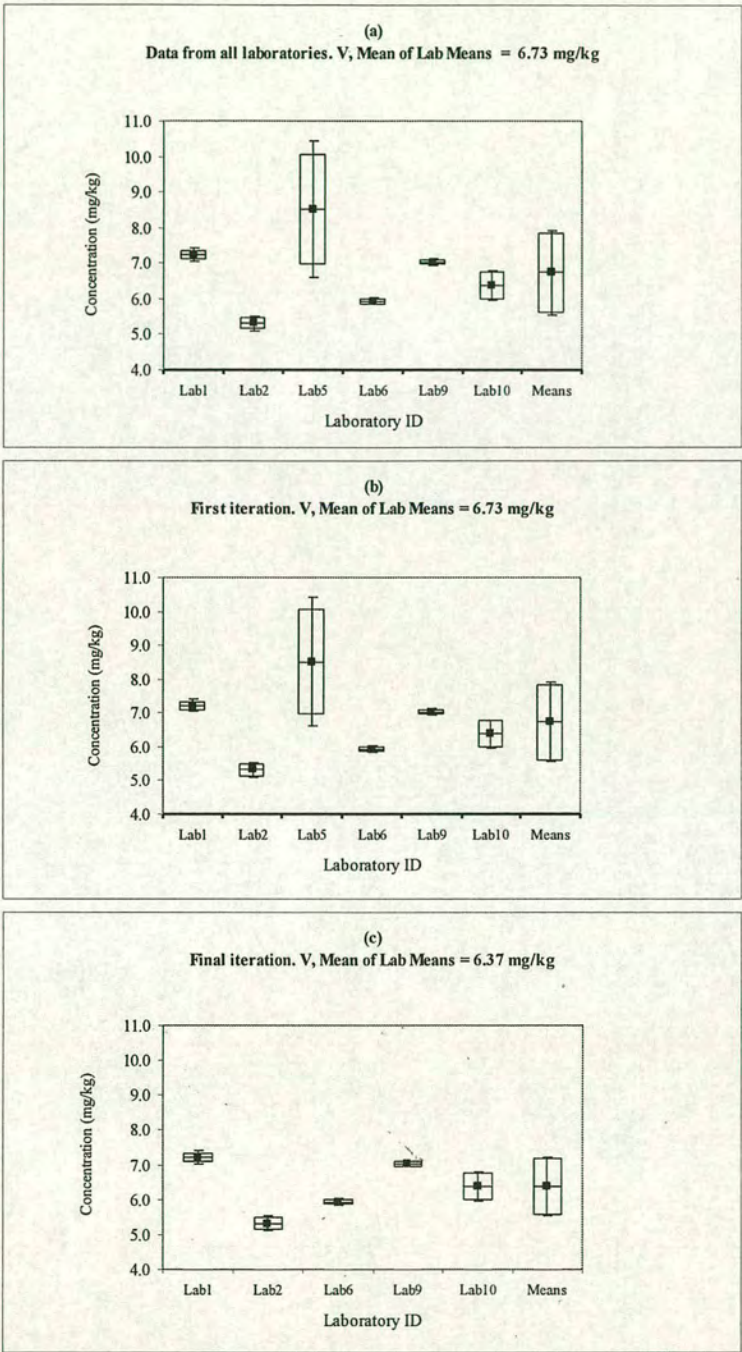 (a)
Data from all laboratories. V, Mean of Lab Means = 6.73 mg/kg
Concentration (mg/kg)
11.0
10.0
9.0
8.0
7.0
6.0
5.0
4.0
Lab1 Lab2 Lab5 Lab6 Lab9 Lab10 Means
Laboratory ID
(b)
First iteration. V, Mean of Lab Means = 6.73 mg/kg
Concentration (mg/kg)
11.0
10.0
9.0
8.0
7.0
6.0
5.0
4.0
Lab1 Lab2 Lab5 Lab6 Lab9 Lab10 Means
Laboratory ID
(c)
Final iteration. V, Mean of Lab Means = 6.37 mg/kg
Concentration (mg/kg)
11.0
10.0
9.0
8.0
7.0
6.0
5.0
4.0
Lab1 Lab2 Lab6 Lab9 Lab10 Means
Laboratory ID